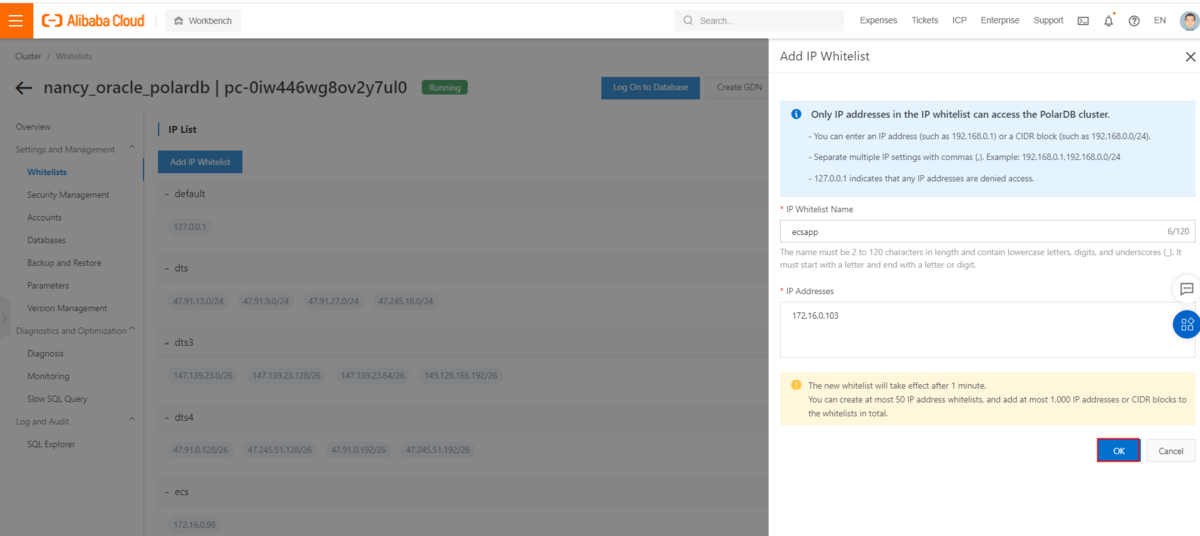 Alibaba Cloud
Workbench
Search...
Expenses Tickets ICP Enterprise Support EN
Cluster / Whitelists
nancy_oracle_polardb | pc-0iw446wg8ov2y7ul0 Running
Log On to Database Create GDN
Overview
Settings and Management
Whitelists
Security Management
Accounts
Databases
Backup and Restore
Parameters
Version Management
Diagnostics and Optimization
Diagnosis
Monitoring
Slow SQL Query
Log and Audit
SQL Explorer
IP List
Add IP Whitelist
- default
127.0.0.1
- dts
47.91.13.0/24 47.91.9.0/24 47.91.27.0/24 47.245.18.0/24
- dts3
147.139.23.0/26 147.139.23.128/26 147.139.23.64/26 149.129.165.192/26
- dts4
47.91.0.128/26 47.245.51.128/26 47.91.0.192/26 47.245.51.192/26
- ecs
172.16.0.98
Add IP Whitelist
Only IP addresses in the IP whitelist can access the PolarDB cluster.
- You can enter an IP address (such as 192.168.0.1) or a CIDR block (such as 192.168.0.0/24).
- Separate multiple IP settings with commas (,). Example: 192.168.0.1,192.168.0.0/24
- 127.0.0.1 indicates that any IP addresses are denied access.
* IP Whitelist Name
ecsapp 6/120
The name must be 2 to 120 characters in length and contain lowercase letters, digits, and underscores (_). It
must start with a letter and end with a letter or digit.
* IP Addresses
172.16.0.103
The new whitelist will take effect after 1 minute.
You can create at most 50 IP address whitelists, and add at most 1,000 IP addresses or CIDR blocks to
the whitelists in total.
OK Cancel